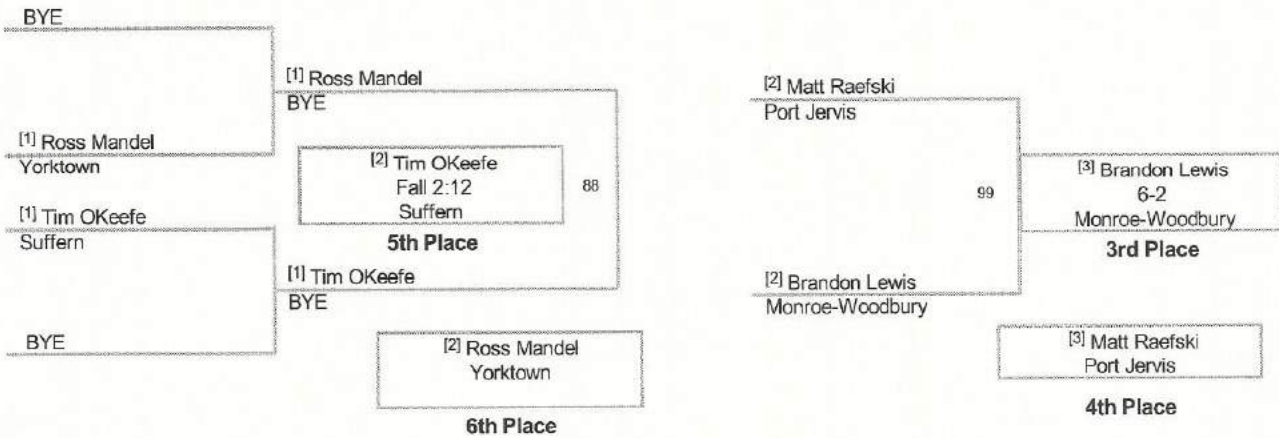 BYE
[1] Ross Mandel
BYE
[1] Ross Mandel
Yorktown
[2] Tim OKeefe
Fall 2:12
Suffern
88
5th Place
[1] Tim OKeefe
Suffern
[1] Tim OKeefe
BYE
BYE
[2] Ross Mandel
Yorktown
6th Place
[2] Matt Raefski
Port Jervis
99
[3] Brandon Lewis
6-2
Monroe-Woodbury
3rd Place
[2] Brandon Lewis
Monroe-Woodbury
[3] Matt Raefski
Port Jervis
4th Place